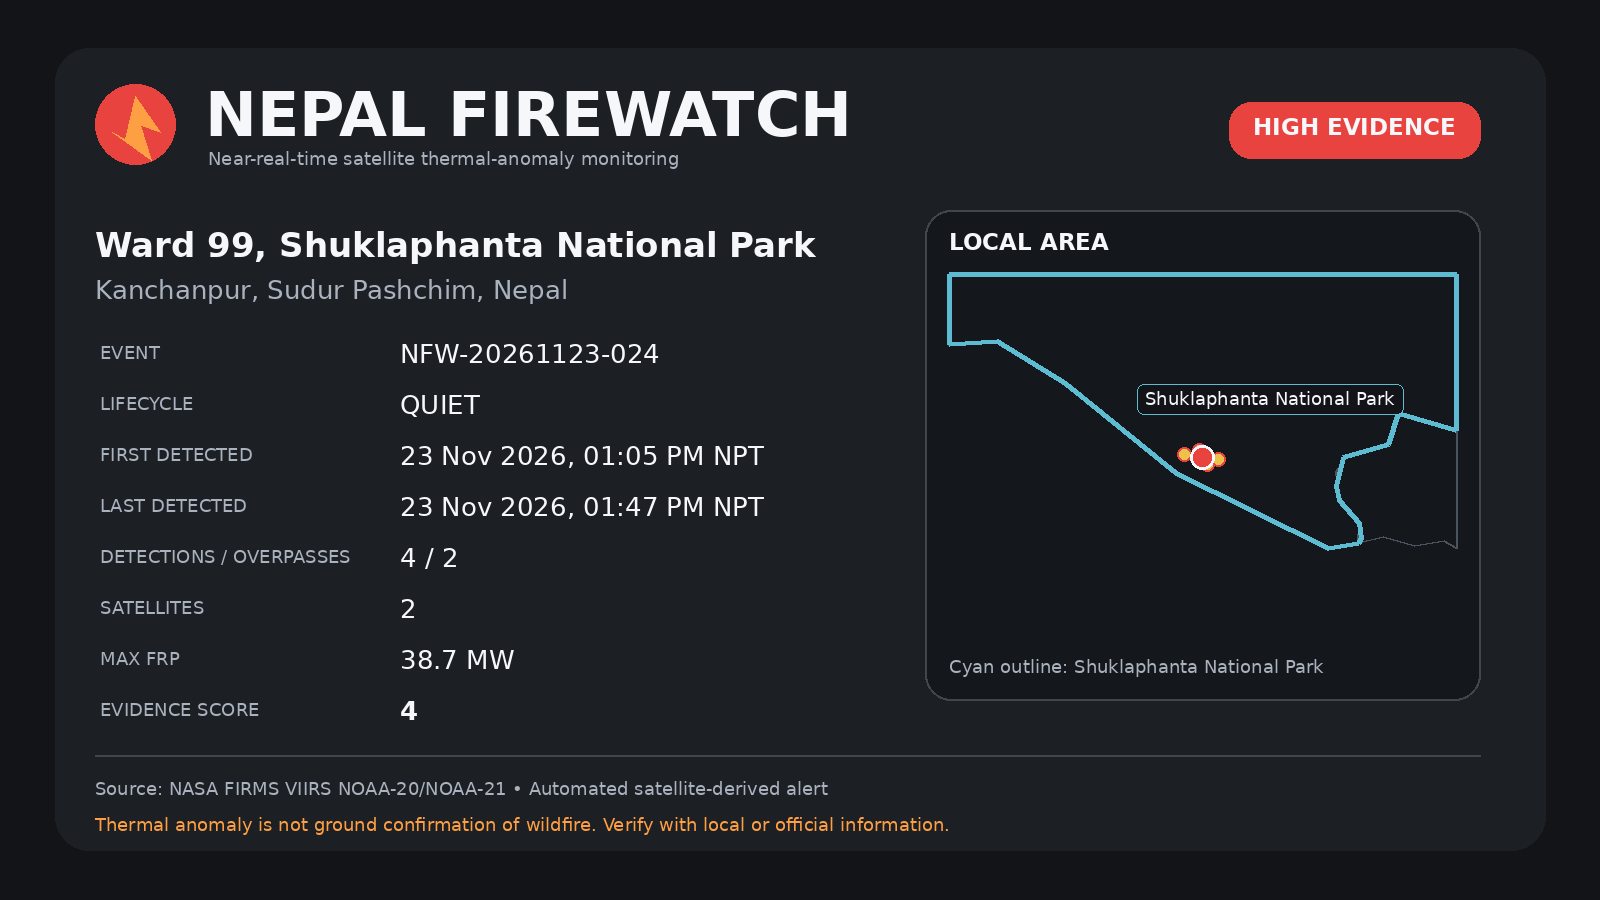 NEPAL FIREWATCH
Near-real-time satellite thermal-anomaly monitoring
HIGH EVIDENCE
Ward 99, Shuklaphanta National Park
Kanchanpur, Sudur Pashchim, Nepal
EVENT NFW-20261123-024
LIFECYCLE QUIET
FIRST DETECTED 23 Nov 2026, 01:05 PM NPT
LAST DETECTED 23 Nov 2026, 01:47 PM NPT
DETECTIONS / OVERPASSES 4 / 2
SATELLITES 2
MAX FRP 38.7 MW
EVIDENCE SCORE 4
LOCAL AREA
Shuklaphanta National Park
Cyan outline: Shuklaphanta National Park
Source: NASA FIRMS VIIRS NOAA-20/NOAA-21 • Automated satellite-derived alert
Thermal anomaly is not ground confirmation of wildfire. Verify with local or official information.